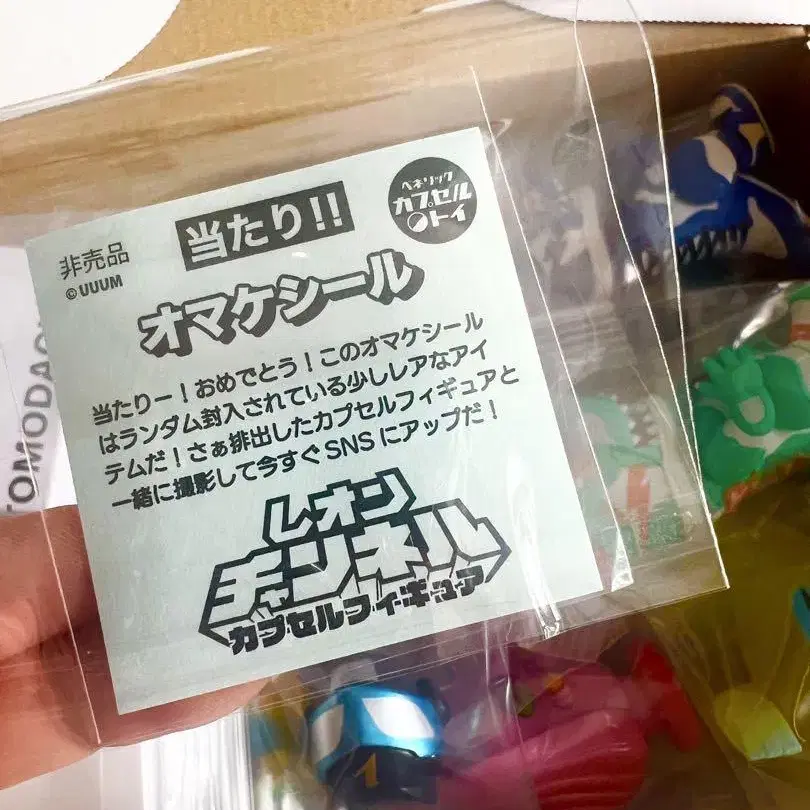 非売品
©UUUM
当たり!!
ベネリック
カプセル
トイ
オマケシール
当たりー！おめでとう！このオマケシール
はランダム封入されている少しレアなアイ
テムだ！さぁ排出したカプセルフィギュアと
一緒に撮影して今すぐSNSにアップだ！
レオン
チャンネル
カプセルフィギュア
TOMODAC
1